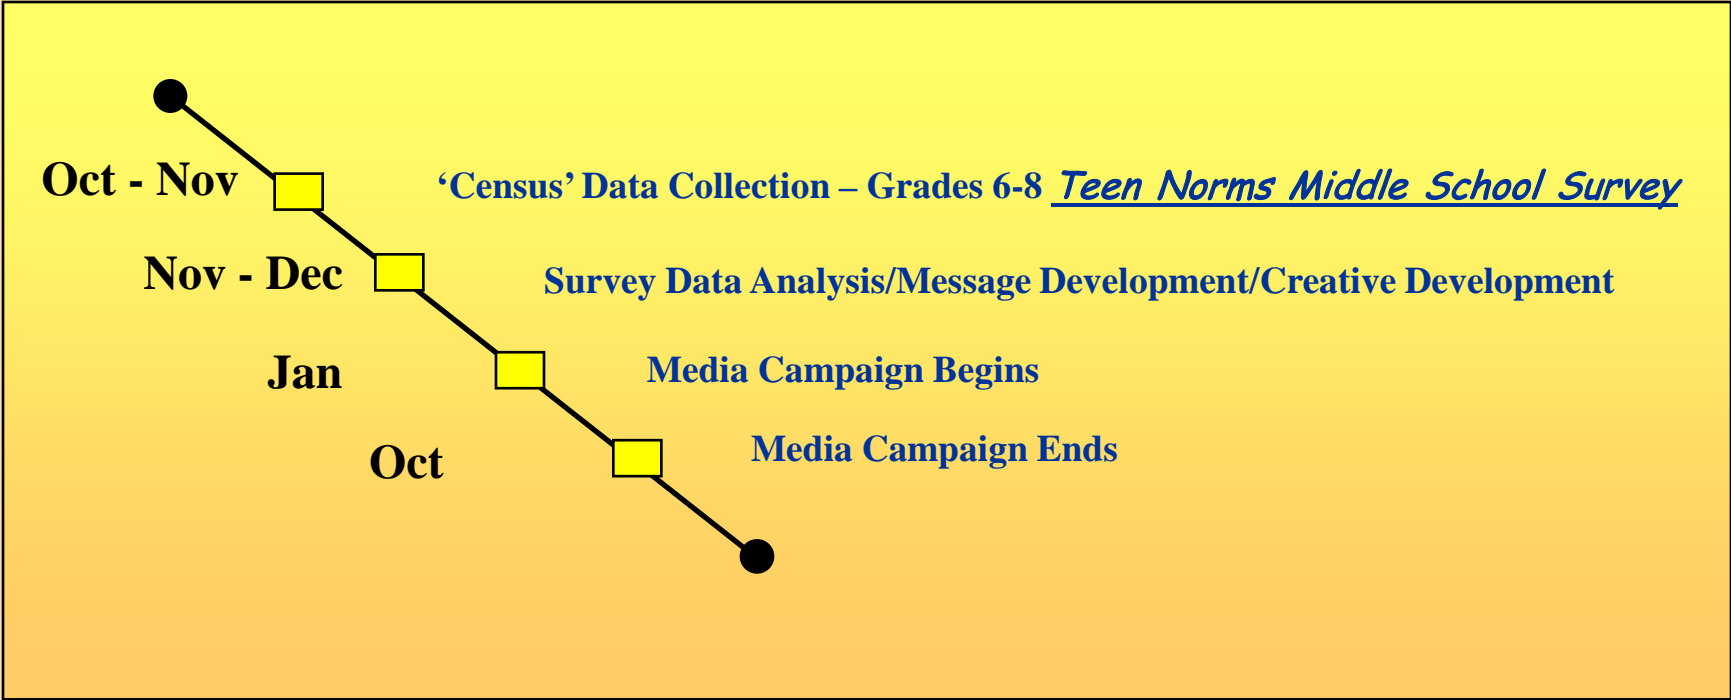 Oct - Nov ‘Census’ Data Collection – Grades 6-8 Teen Norms Middle School Survey
Nov - Dec Survey Data Analysis/Message Development/Creative Development
Jan Media Campaign Begins
Oct Media Campaign Ends